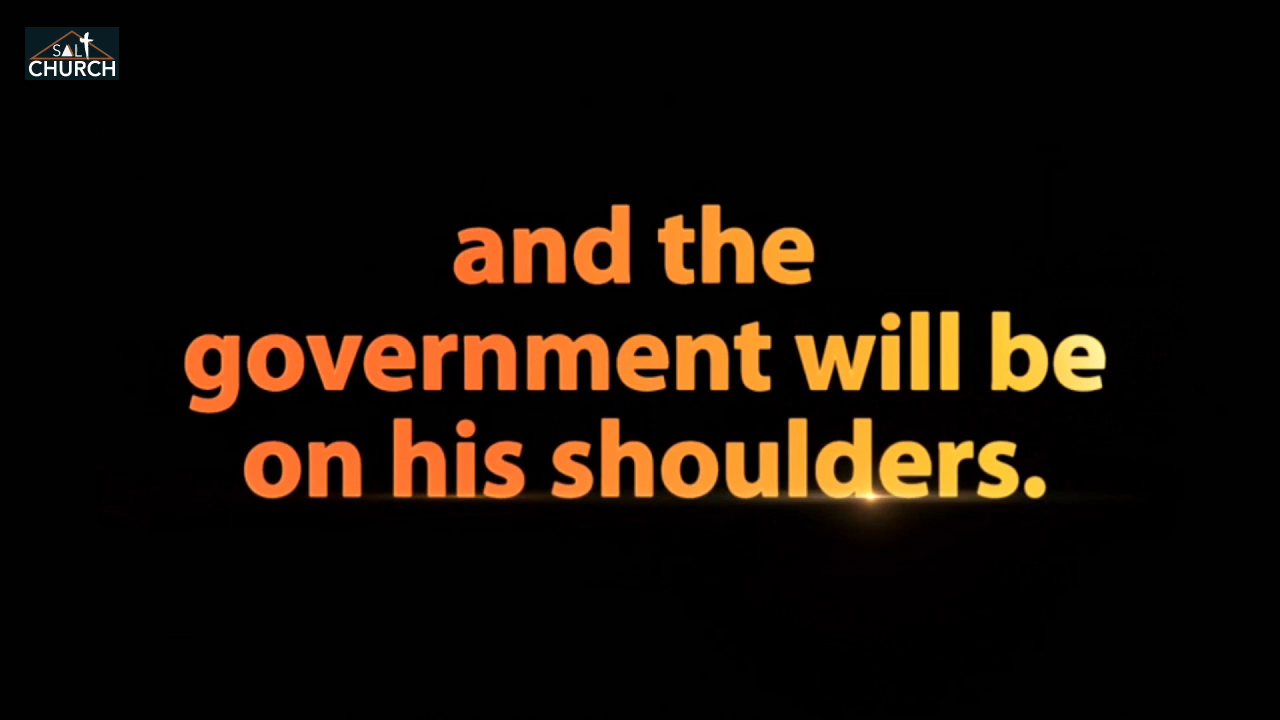 SALT
CHURCH
and the
government will be
on his shoulders.